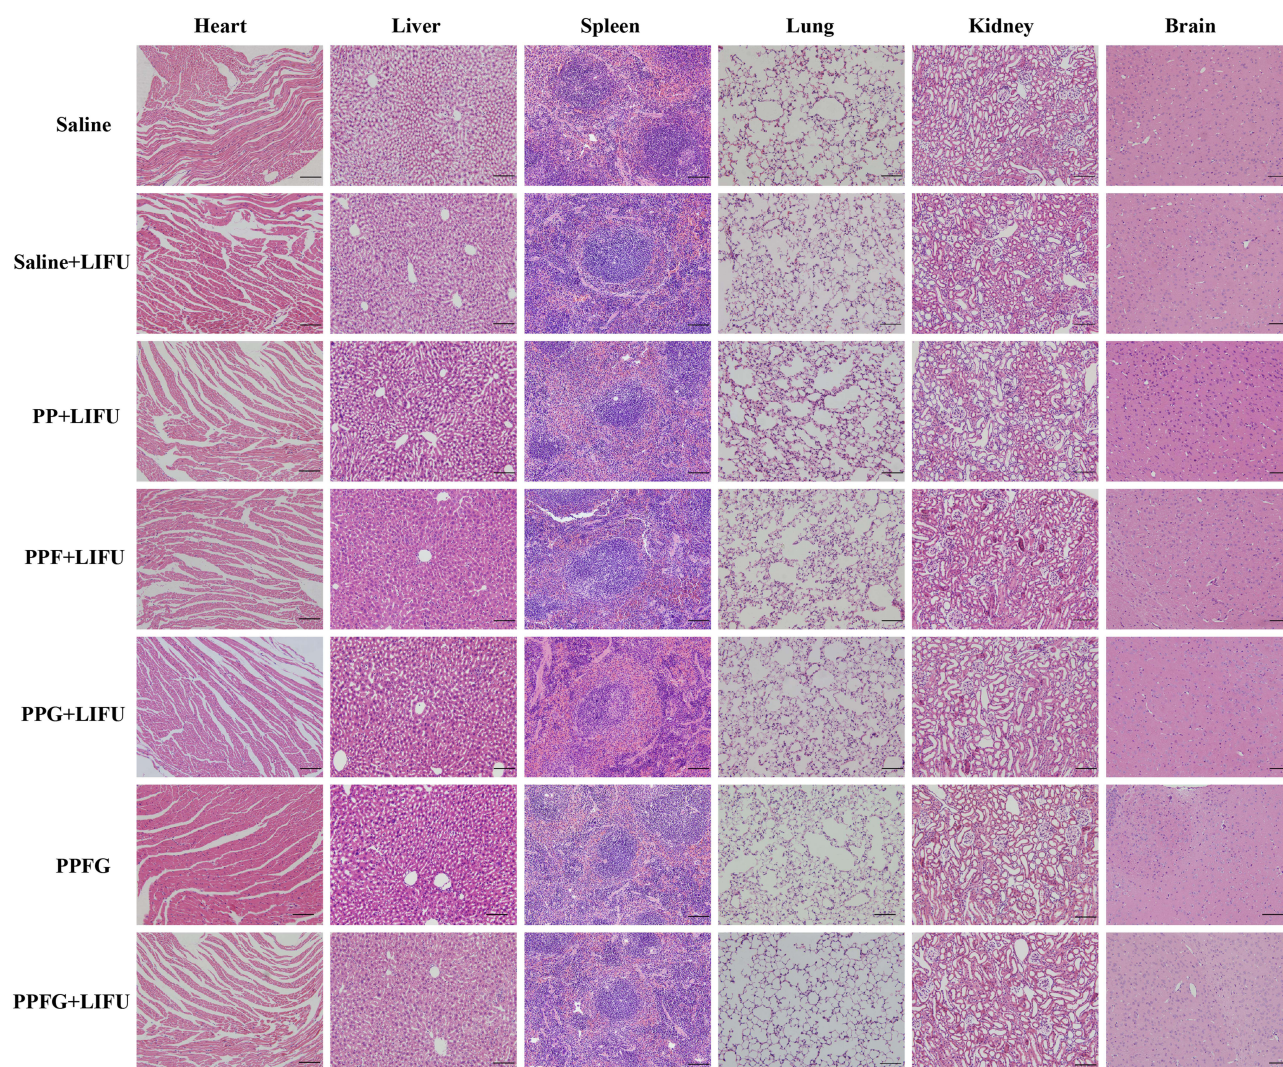 Heart Liver Spleen Lung Kidney Brain
Saline
Saline+LIFU
PP+LIFU
PPF+LIFU
PPG+LIFU
PPFG
PPFG+LIFU